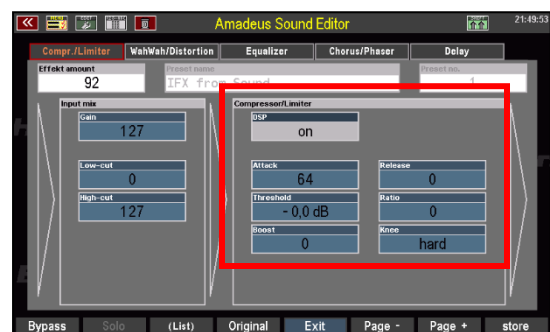 Amadeus Sound Editor
21:49:53
Compr./Limiter WahWah/Distortion Equalizer Chorus/Phaser Delay
Effekt amount Preset name Preset no.
92 IFX from Sound 1
Input mix Compressor/Limiter
Gain DSP
127 on
Low-cut Attack Release
0 64 0
High-cut Threshold Ratio
127 - 0,0 dB 0
Boost Knee
0 hard
Bypass Solo (List) Original Exit Page - Page + store